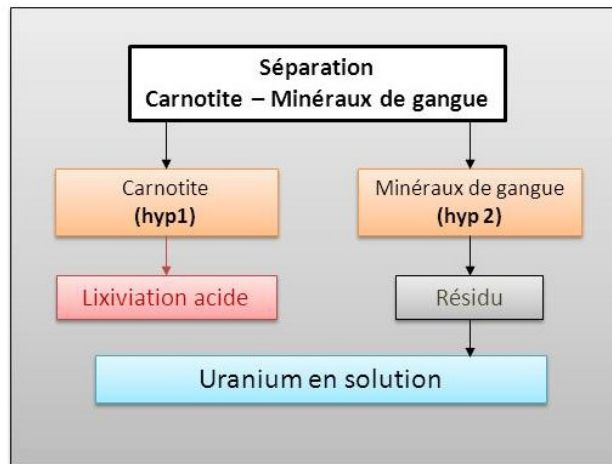 Séparation
Carnotite – Minéraux de gangue
Carnotite
(hyp1)
Minéraux de gangue
(hyp 2)
Lixiviation acide
Résidu
Uranium en solution